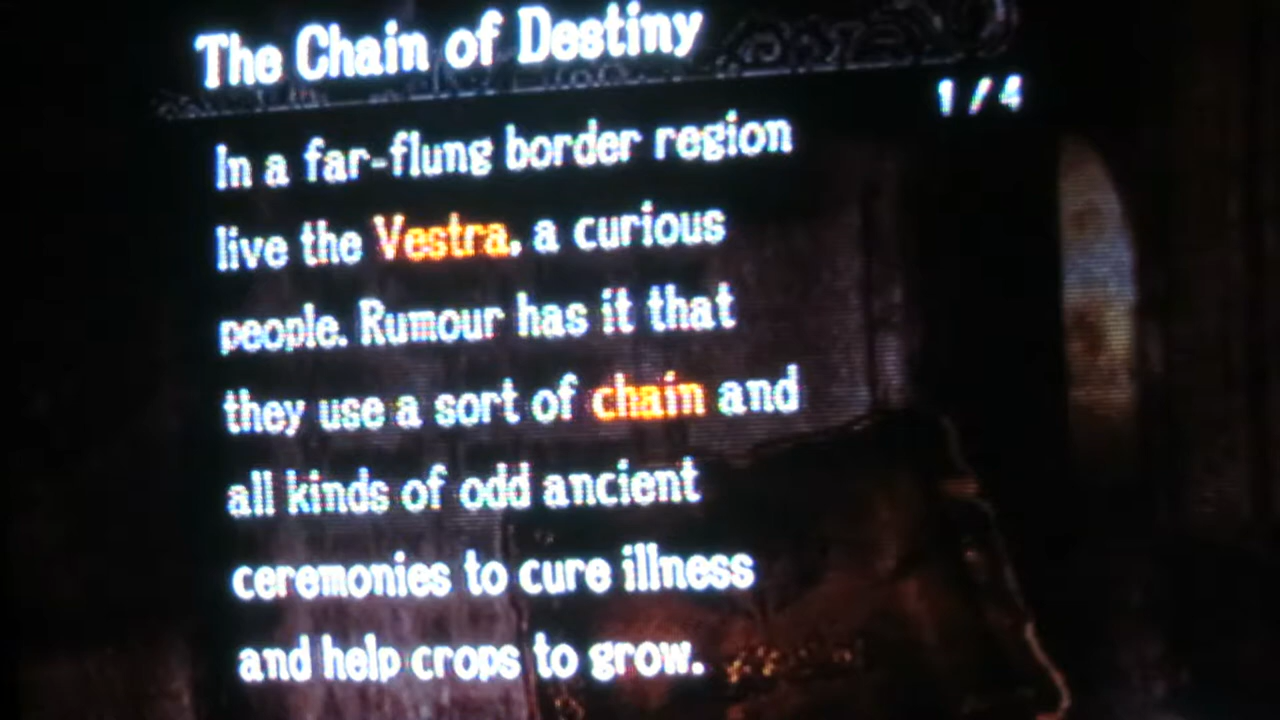 The Chain of Destiny
1/4
In a far-flung border region
live the Vestra, a curious
people. Rumour has it that
they use a sort of chain and
all kinds of odd ancient
ceremonies to cure illness
and help crops to grow.